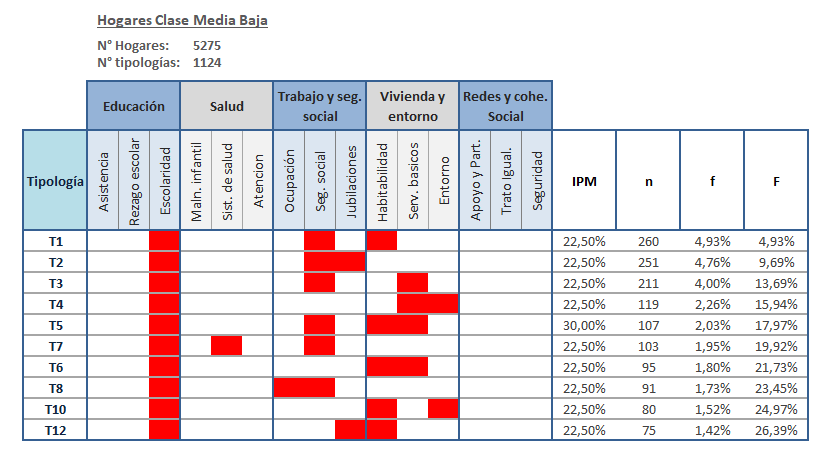 Hogares Clase Media Baja
N° Hogares: 5275
N° tipologías: 1124
Educación Salud Trabajo y seg. social Vivienda y entorno Redes y cohe. Social
Tipología Asistencia Rezago escolar Escolaridad Maln. infantil Sist. de salud Atencion Ocupación Seg. social Jubilaciones Habitabilidad Serv. basicos Entorno Apoyo y Part. Trato Igual. Seguridad IPM n f F
T1 22,50% 260 4,93% 4,93%
T2 22,50% 251 4,76% 9,69%
T3 22,50% 211 4,00% 13,69%
T4 22,50% 119 2,26% 15,94%
T5 30,00% 107 2,03% 17,97%
T7 22,50% 103 1,95% 19,92%
T6 22,50% 95 1,80% 21,73%
T8 22,50% 91 1,73% 23,45%
T10 22,50% 80 1,52% 24,97%
T12 22,50% 75 1,42% 26,39%